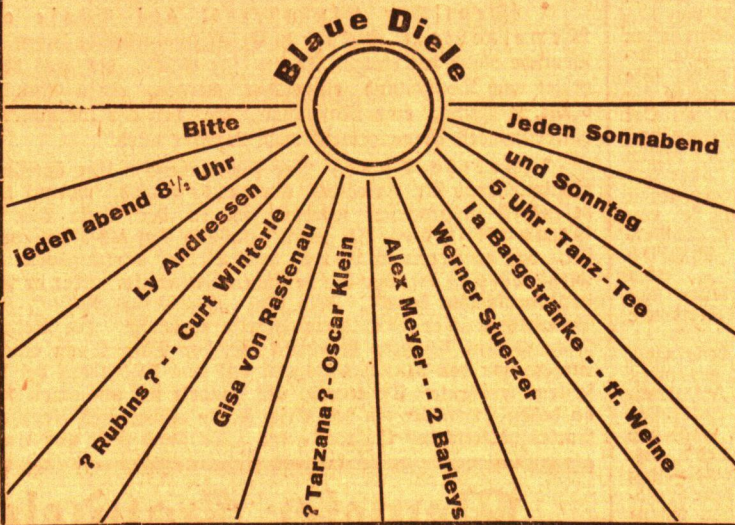 Blaue Diele
Bitte
jeden abend 8½ Uhr
Ly Andressen
? Rubins ? - - Curt Winterle
Gisa von Rastenau
? Tarzana ? - Oscar Klein
Alex Meyer - - - 2 Barleys
Werner Stuerzer
Ia Bargetränke - - ff. Weine
5 Uhr - Tanz - Tee
und Sonntag
Jeden Sonnabend